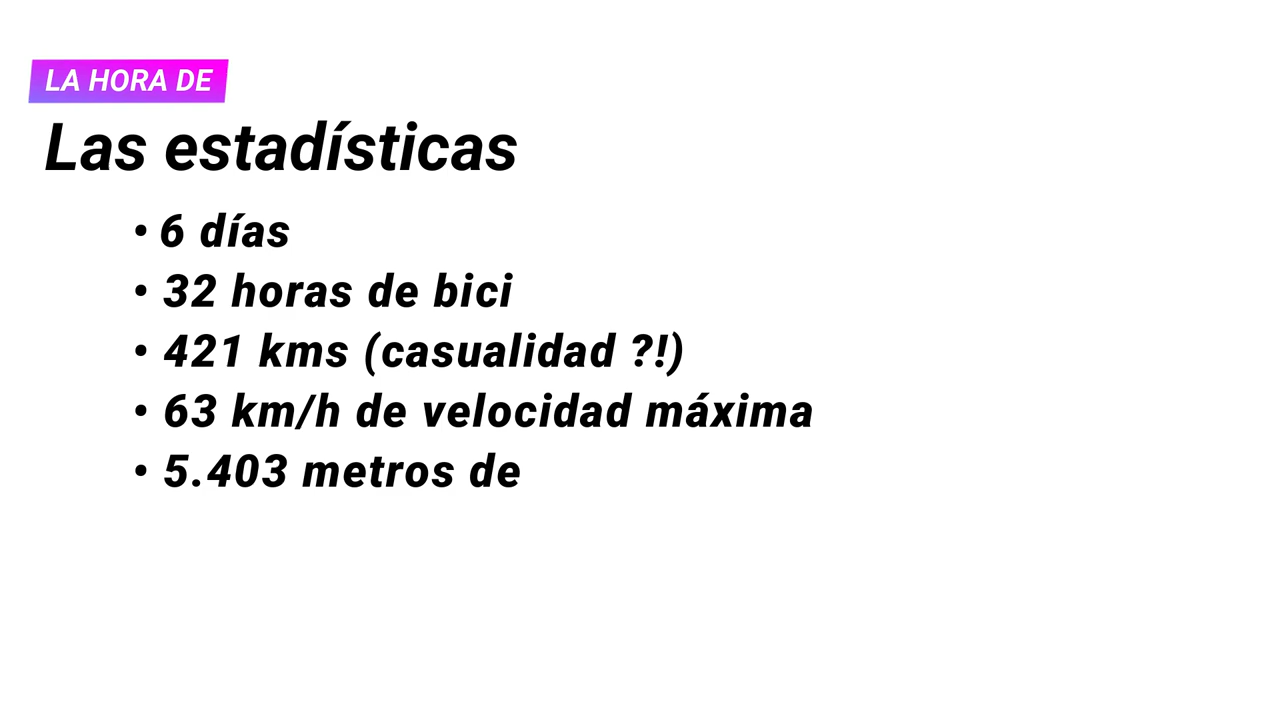 LA HORA DE
Las estadísticas
• 6 días
• 32 horas de bici
• 421 kms (casualidad ?!)
• 63 km/h de velocidad máxima
• 5.403 metros de